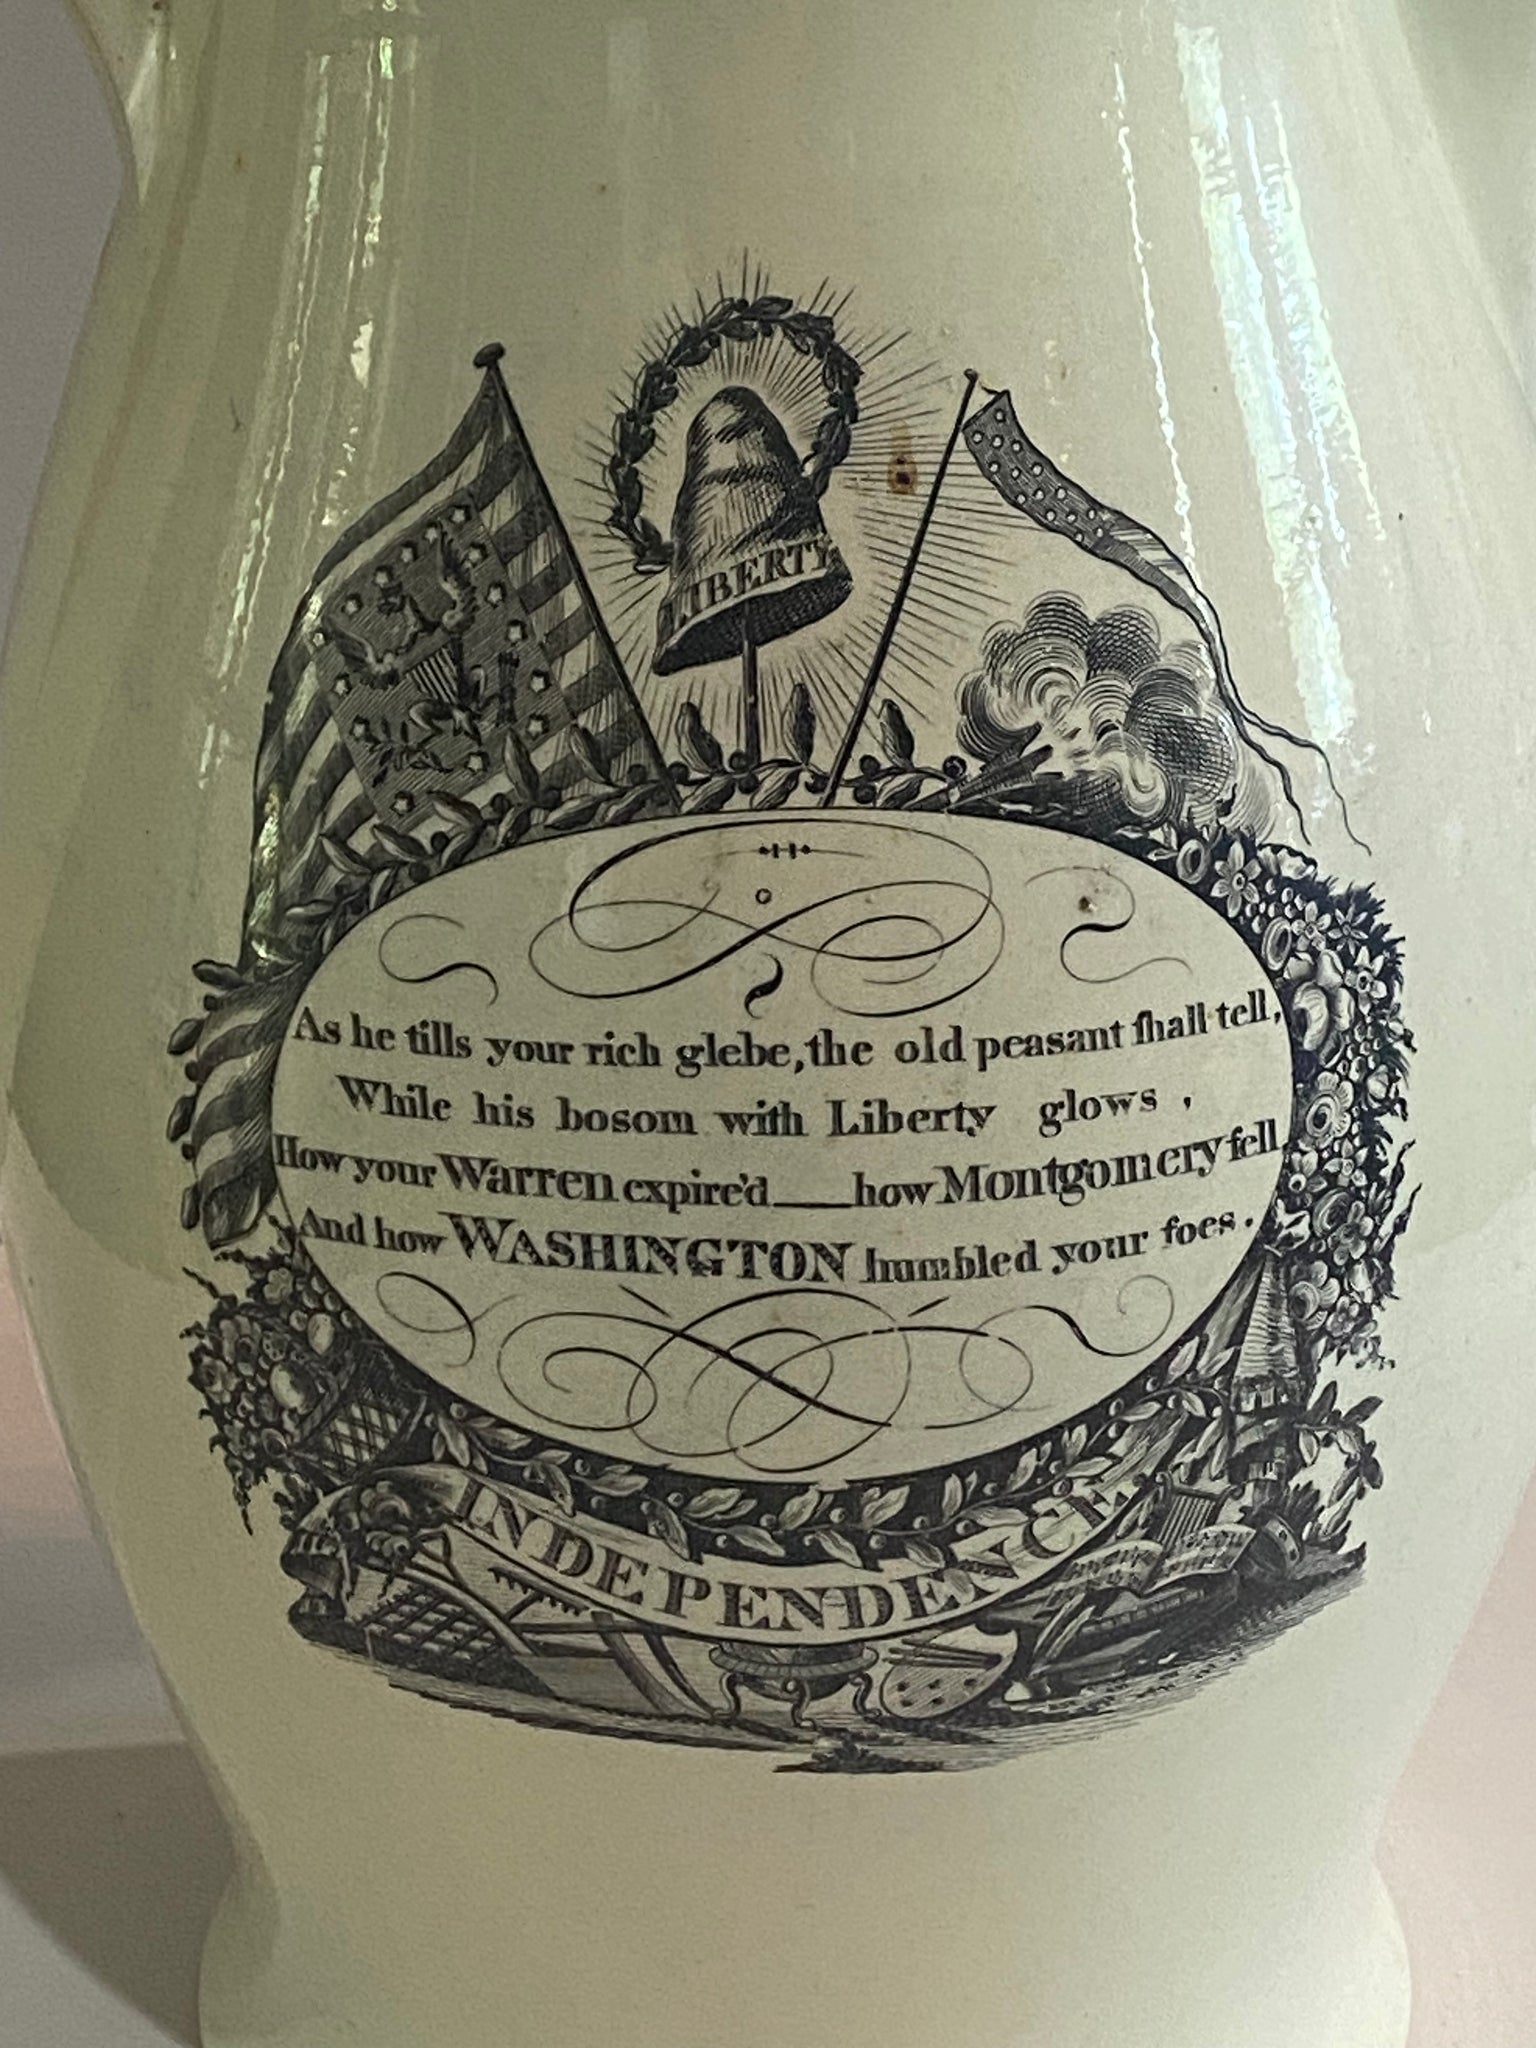 LIBERTY
As he tills your rich glebe, the old peasant ſhall tell,
While his bosom with Liberty glows,
How your Warren expire'd — how Montgomery fell,
And how WASHINGTON humbled your foes.
INDEPENDENCE